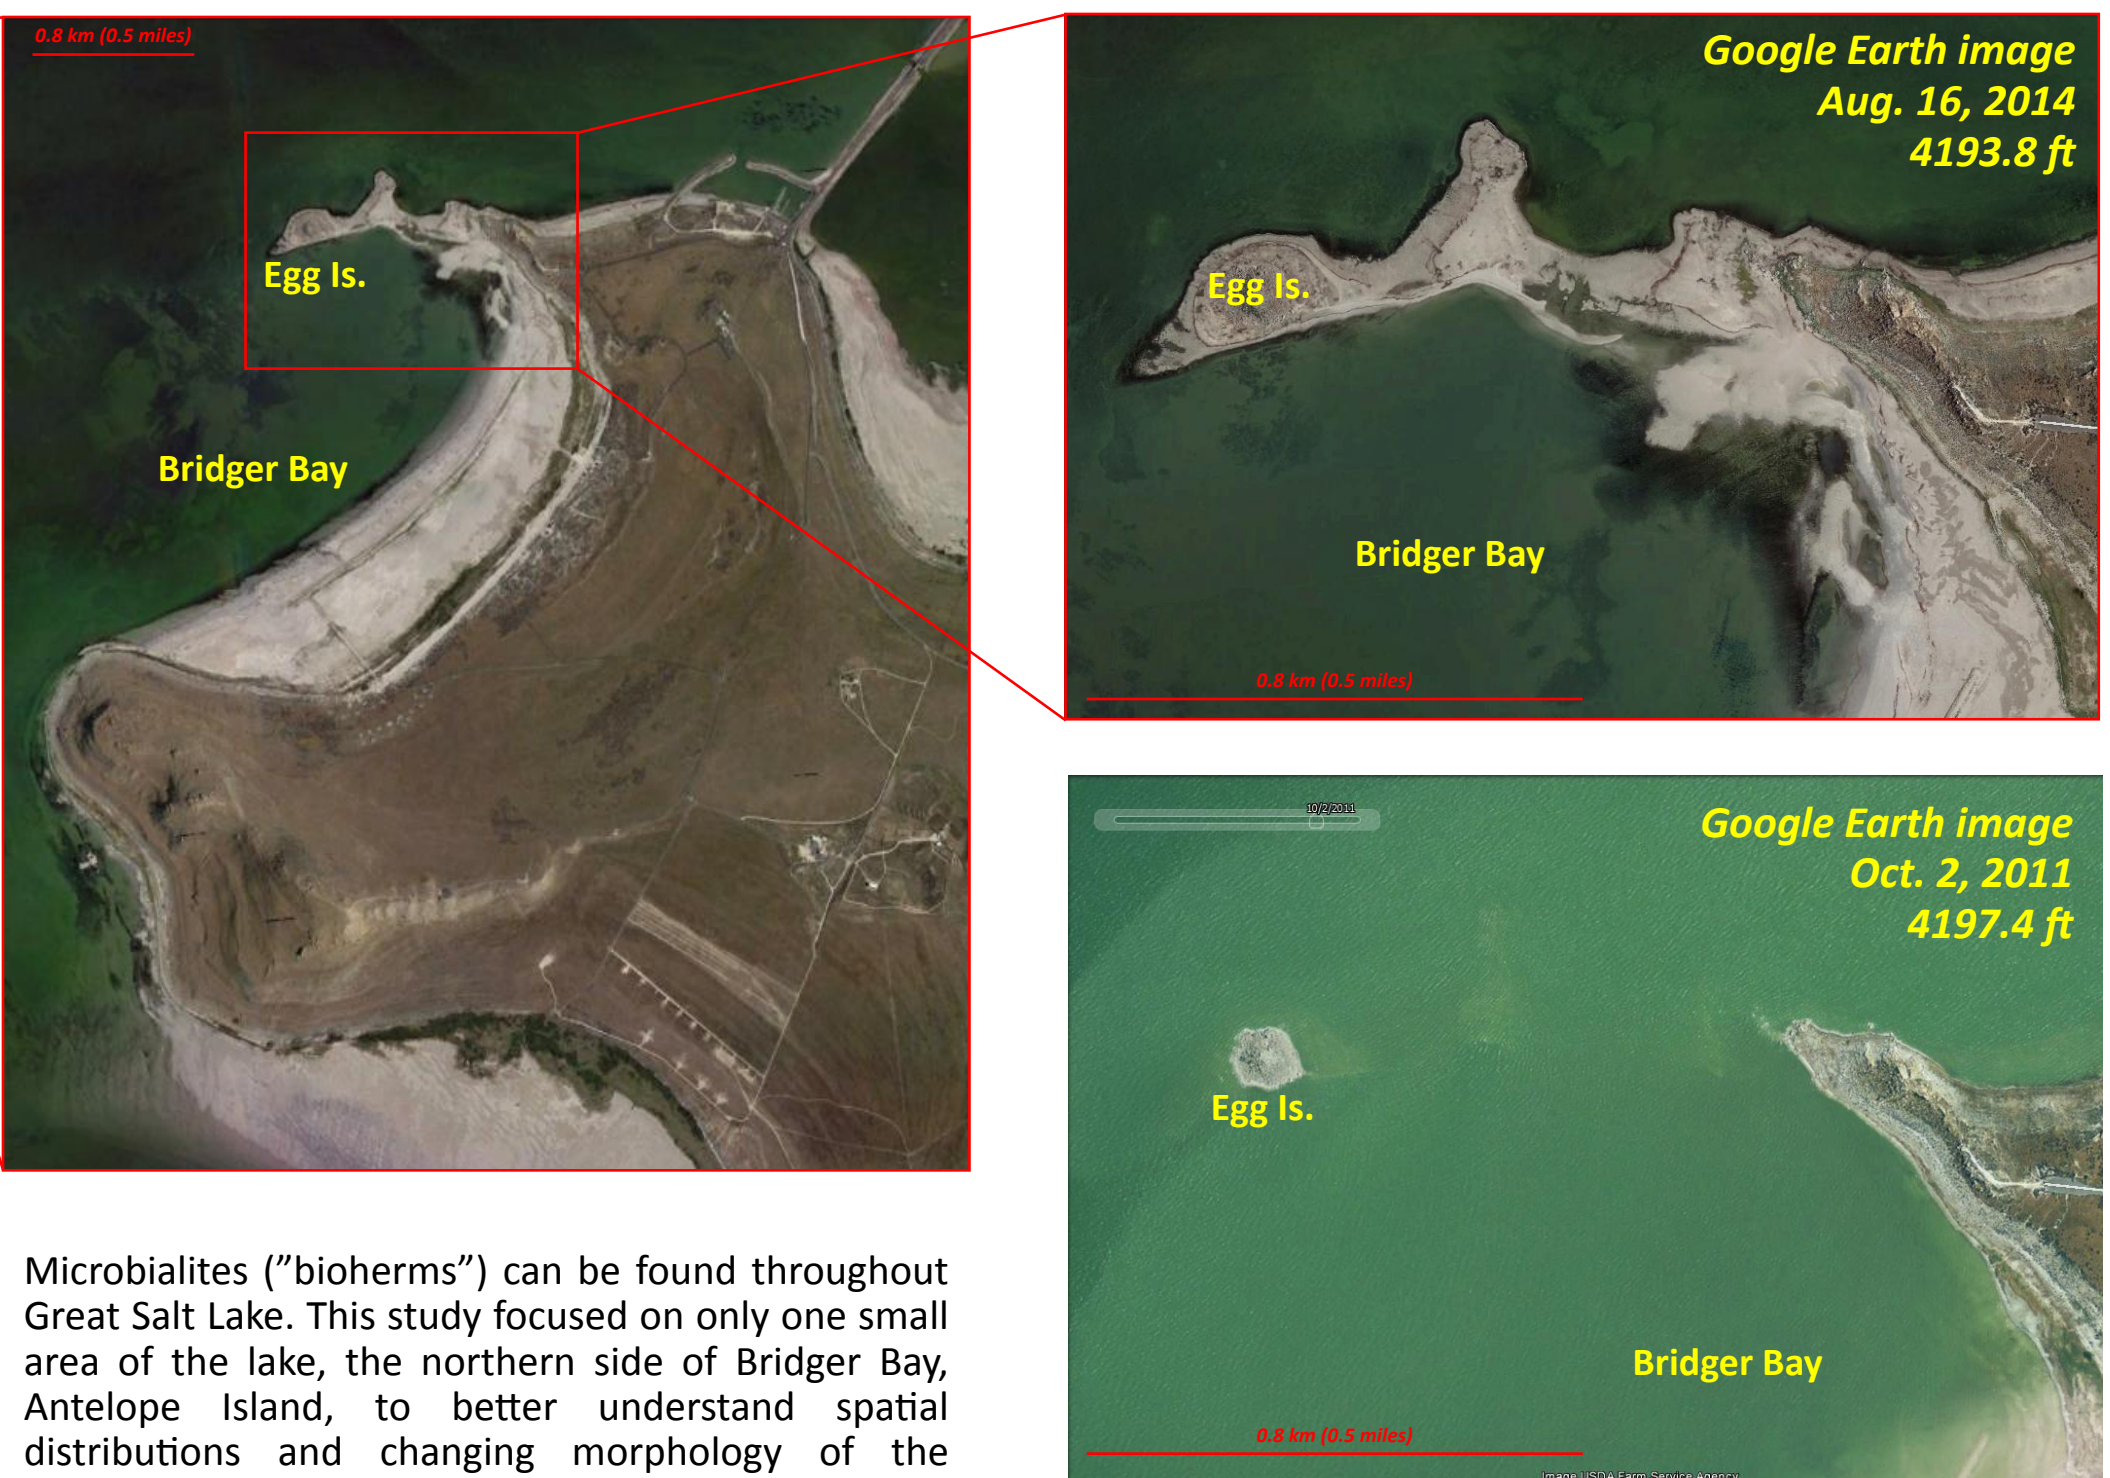 0.8 km (0.5 miles)
Egg Is.
Bridger Bay
Google Earth image
Aug. 16, 2014
4193.8 ft
Egg Is.
Bridger Bay
0.8 km (0.5 miles)
10/2/2011
Google Earth image
Oct. 2, 2011
4197.4 ft
Egg Is.
Bridger Bay
0.8 km (0.5 miles)
Image USDA Farm Service Agency
Microbialites (”bioherms”) can be found throughout
Great Salt Lake. This study focused on only one small
area of the lake, the northern side of Bridger Bay,
Antelope Island, to better understand spatial
distributions and changing morphology of the